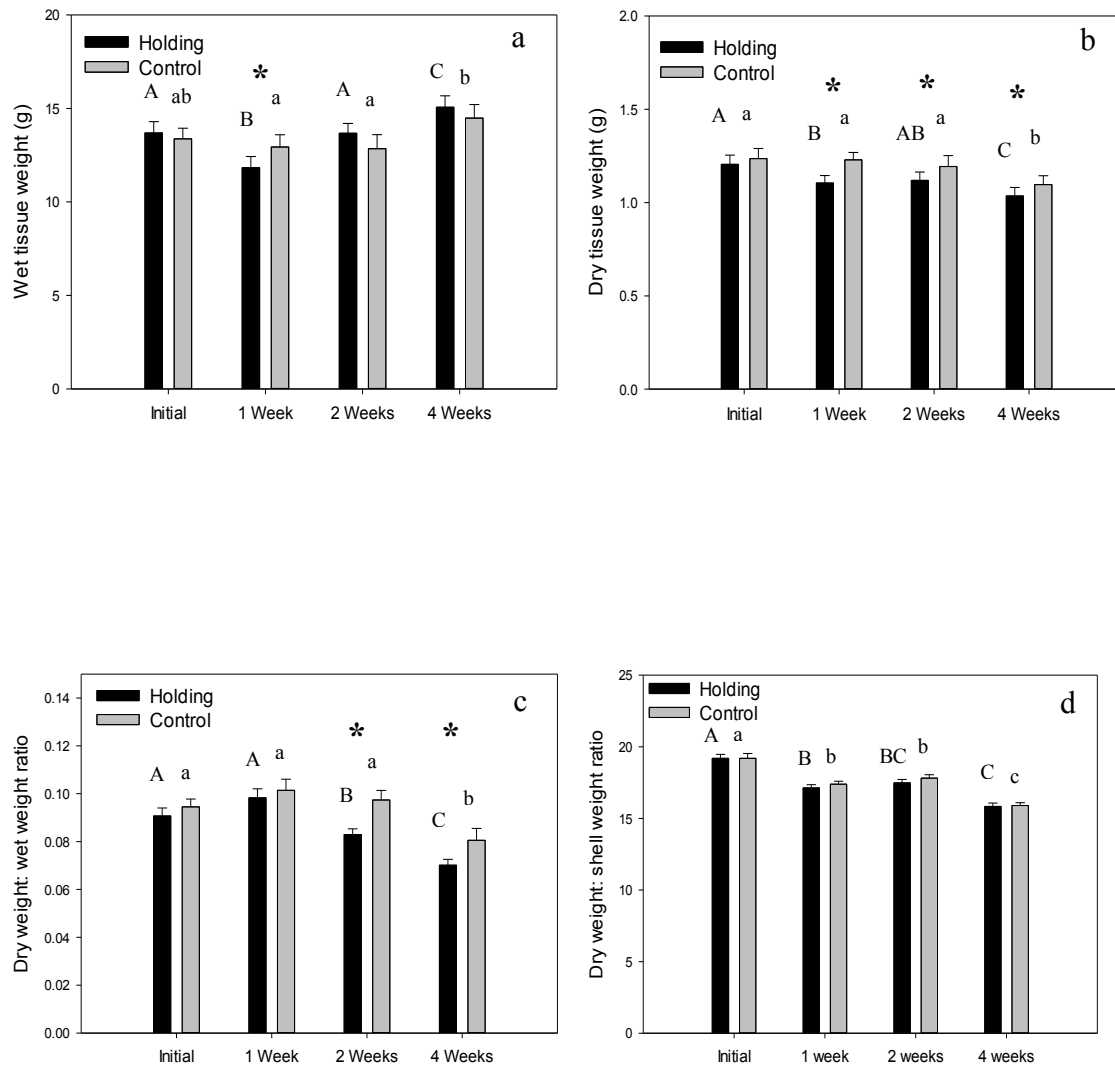 a
Holding
Control
Wet tissue weight (g)
20
15
10
5
0
A ab
*
B a
A a
C b
Initial 1 Week 2 Weeks 4 Weeks
b
Holding
Control
Dry tissue weight (g)
2.0
1.5
1.0
0.5
0.0
A a
*
B a
*
AB a
*
C b
Initial 1 Week 2 Weeks 4 Weeks
c
Holding
Control
Dry weight: wet weight ratio
0.14
0.12
0.10
0.08
0.06
0.04
0.02
0.00
A a
A a
*
B a
*
C b
Initial 1 Week 2 Weeks 4 Weeks
d
Holding
Control
Dry weight: shell weight ratio
25
20
15
10
5
0
A a
B b
BC b
C c
Initial 1 week 2 weeks 4 weeks